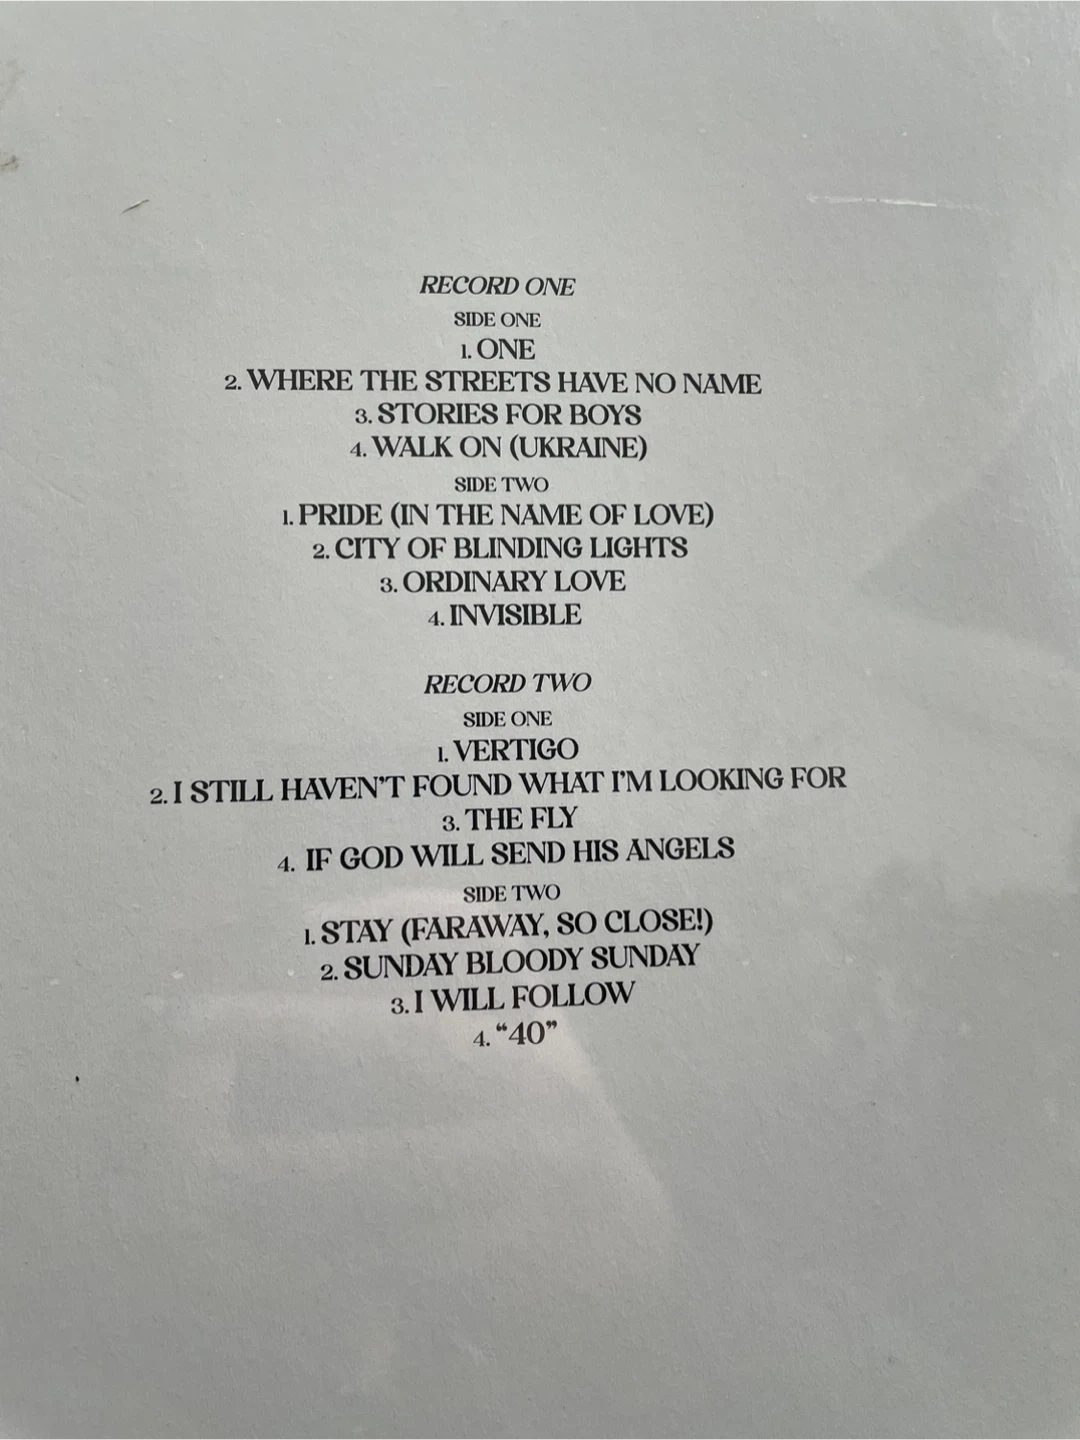 RECORD ONE
SIDE ONE
1. ONE
2. WHERE THE STREETS HAVE NO NAME
3. STORIES FOR BOYS
4. WALK ON (UKRAINE)
SIDE TWO
1. PRIDE (IN THE NAME OF LOVE)
2. CITY OF BLINDING LIGHTS
3. ORDINARY LOVE
4. INVISIBLE
RECORD TWO
SIDE ONE
1. VERTIGO
2. I STILL HAVEN'T FOUND WHAT I'M LOOKING FOR
3. THE FLY
4. IF GOD WILL SEND HIS ANGELS
SIDE TWO
1. STAY (FARAWAY, SO CLOSE!)
2. SUNDAY BLOODY SUNDAY
3. I WILL FOLLOW
4. “40”